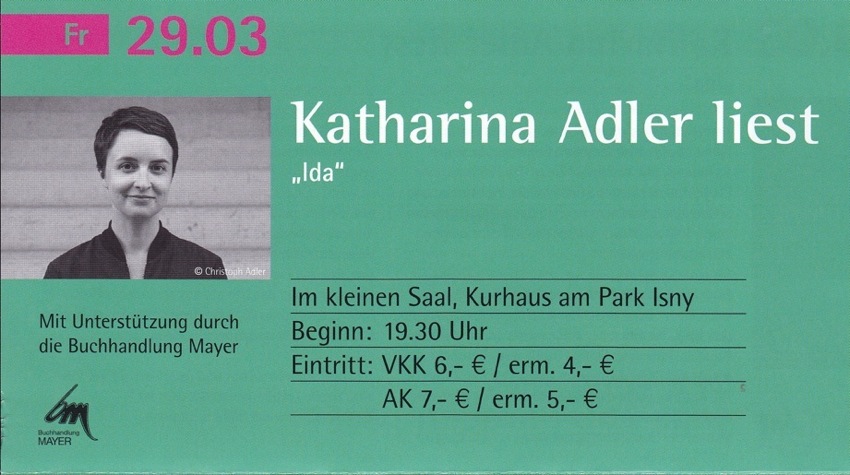 Fr 29.03
Katharina Adler liest
„Ida“
© Christoph Adler
Mit Unterstützung durch
die Buchhandlung Mayer
Im kleinen Saal, Kurhaus am Park Isny
Beginn: 19.30 Uhr
Eintritt: VKK 6,- € / erm. 4,- €
AK 7,- € / erm. 5,- €
bm
Buchhandlung
MAYER